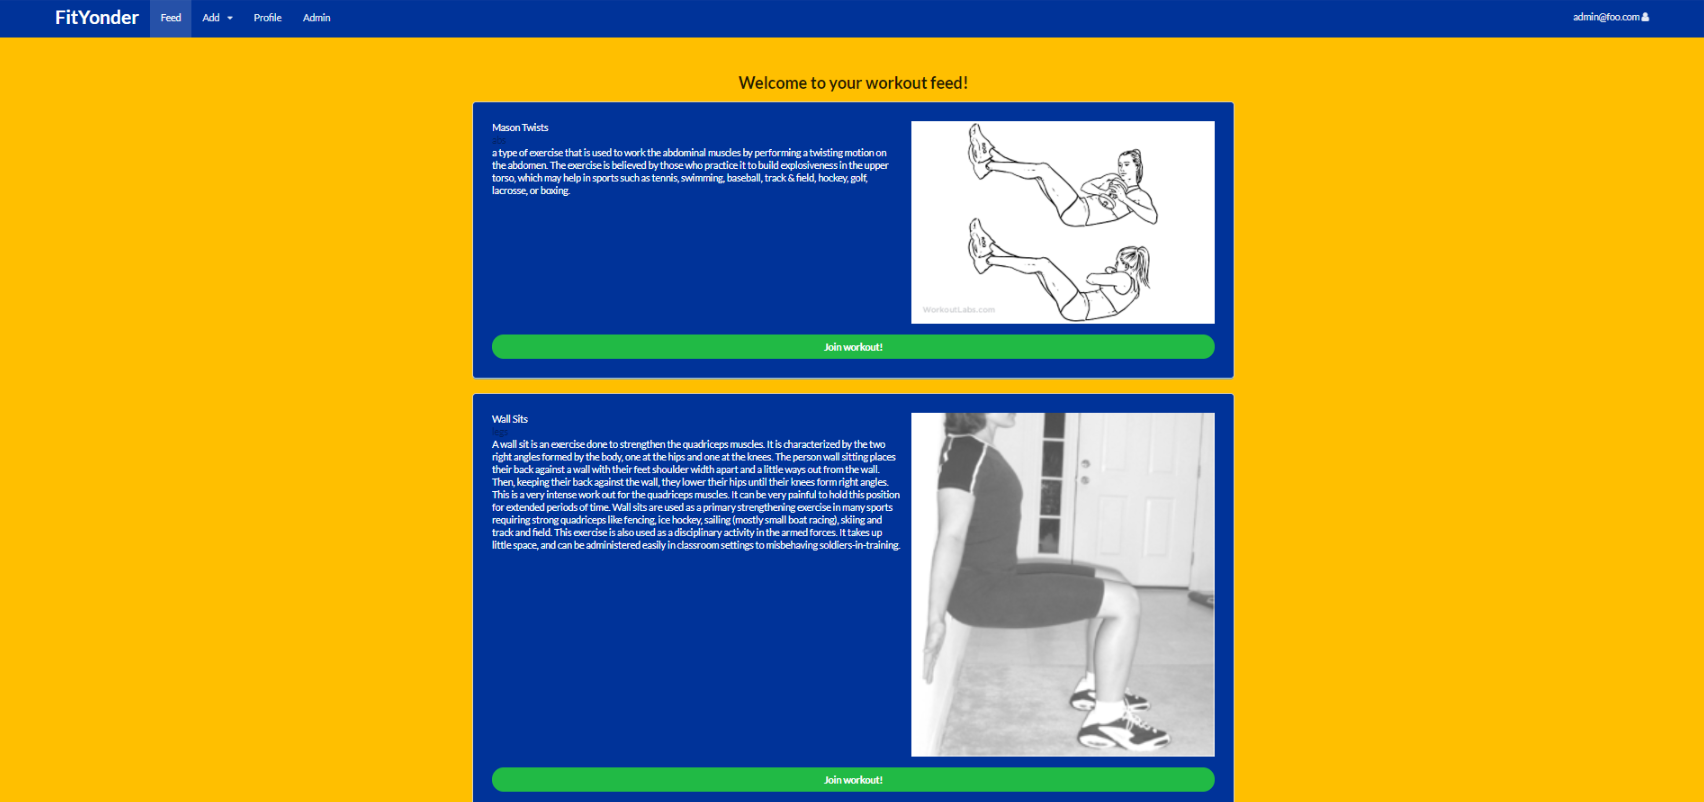 FitYonder Feed Add Profile Admin admin@foo.com
Welcome to your workout feed!
Mason Twists
a type of exercise that is used to work the abdominal muscles by performing a twisting motion on
the abdomen. The exercise is believed by those who practice it to build explosiveness in the upper
torso, which may help in sports such as tennis, swimming, baseball, track & field, hockey, golf,
lacrosse, or boxing.
WorkoutLabs.com
Join workout!
Wall Sits
A wall sit is an exercise done to strengthen the quadriceps muscles. It is characterized by the two
right angles formed by the body, one at the hips and one at the knees. The person wall sitting places
their back against a wall with their feet shoulder width apart and a little ways out from the wall.
Then, keeping their back against the wall, they lower their hips until their knees form right angles.
This is a very intense work out for the quadriceps muscles. It can be very painful to hold this position
for extended periods of time. Wall sits are used as a primary strengthening exercise in many sports
requiring strong quadriceps like fencing, ice hockey, sailing (mostly small boat racing), skiing and
track and field. This exercise is also used as a disciplinary activity in the armed forces. It takes up
little space, and can be administered easily in classroom settings to misbehaving soldiers-in-training.
Join workout!